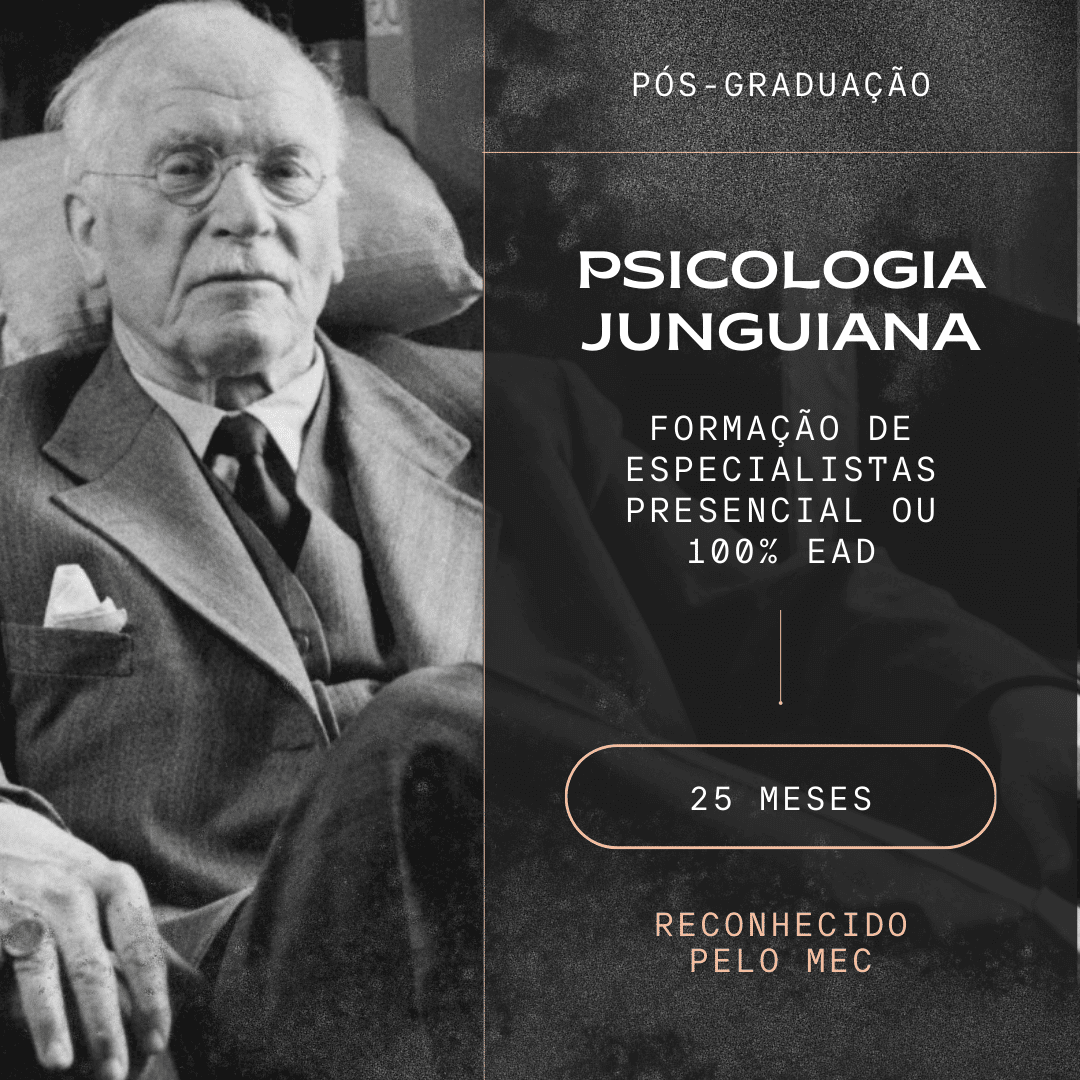 PÓS-GRADUAÇÃO
PSICOLOGIA
JUNGUIANA
FORMAÇÃO DE
ESPECIALISTAS
PRESENCIAL OU
100% EAD
25 MESES
RECONHECIDO
PELO MEC